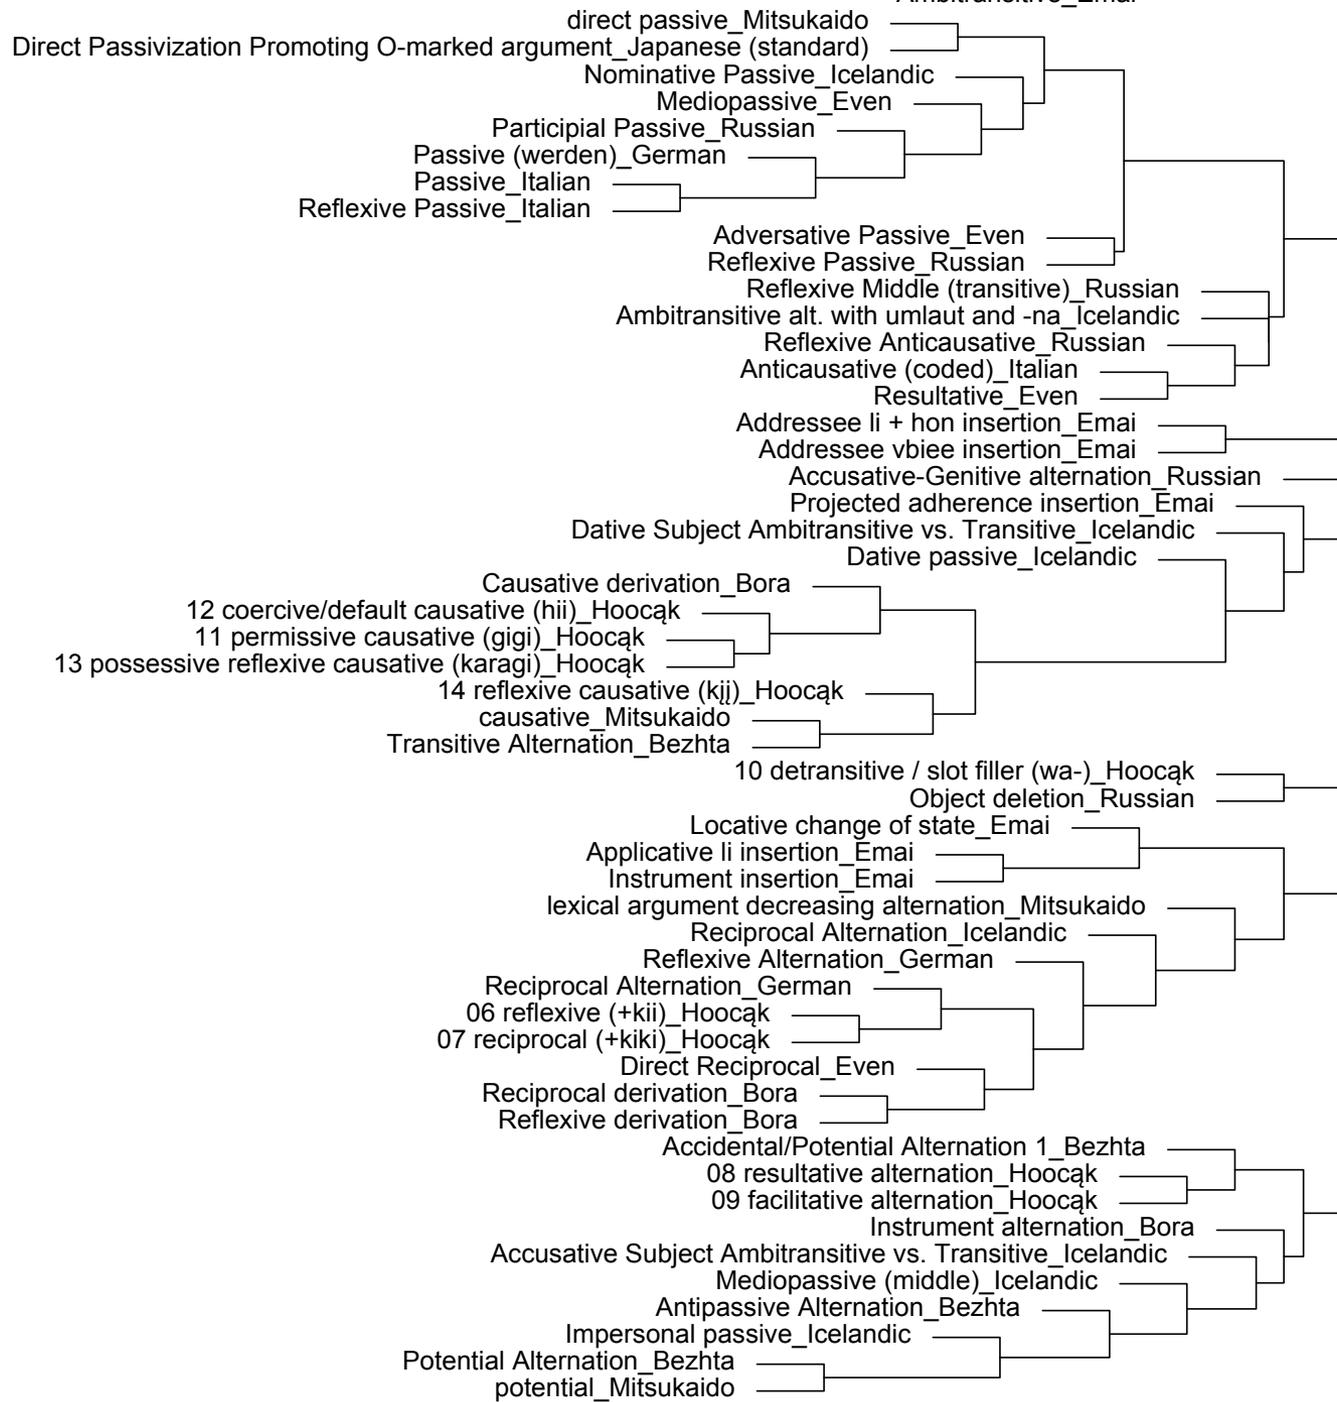 direct passive_Mitsukaido
Direct Passivization Promoting O-marked argument_Japanese (standard)
Nominative Passive_Icelandic
Mediopassive_Even
Participial Passive_Russian
Passive (werden)_German
Passive_Italian
Reflexive Passive_Italian
Adversative Passive_Even
Reflexive Passive_Russian
Reflexive Middle (transitive)_Russian
Ambitransitive alt. with umlaut and -na_Icelandic
Reflexive Anticausative_Russian
Anticausative (coded)_Italian
Resultative_Even
Addressee li + hon insertion_Emai
Addressee vbiee insertion_Emai
Accusative-Genitive alternation_Russian
Projected adherence insertion_Emai
Dative Subject Ambitransitive vs. Transitive_Icelandic
Dative passive_Icelandic
Causative derivation_Bora
12 coercive/default causative (hii)_Hoocąk
11 permissive causative (gigi)_Hoocąk
13 possessive reflexive causative (karagi)_Hoocąk
14 reflexive causative (kįį)_Hoocąk
causative_Mitsukaido
Transitive Alternation_Bezhta
10 detransitive / slot filler (wa-)_Hoocąk
Object deletion_Russian
Locative change of state_Emai
Applicative li insertion_Emai
Instrument insertion_Emai
lexical argument decreasing alternation_Mitsukaido
Reciprocal Alternation_Icelandic
Reflexive Alternation_German
Reciprocal Alternation_German
06 reflexive (+kii)_Hoocąk
07 reciprocal (+kiki)_Hoocąk
Direct Reciprocal_Even
Reciprocal derivation_Bora
Reflexive derivation_Bora
Accidental/Potential Alternation 1_Bezhta
08 resultative alternation_Hoocąk
09 facilitative alternation_Hoocąk
Instrument alternation_Bora
Accusative Subject Ambitransitive vs. Transitive_Icelandic
Mediopassive (middle)_Icelandic
Antipassive Alternation_Bezhta
Impersonal passive_Icelandic
Potential Alternation_Bezhta
potential_Mitsukaido